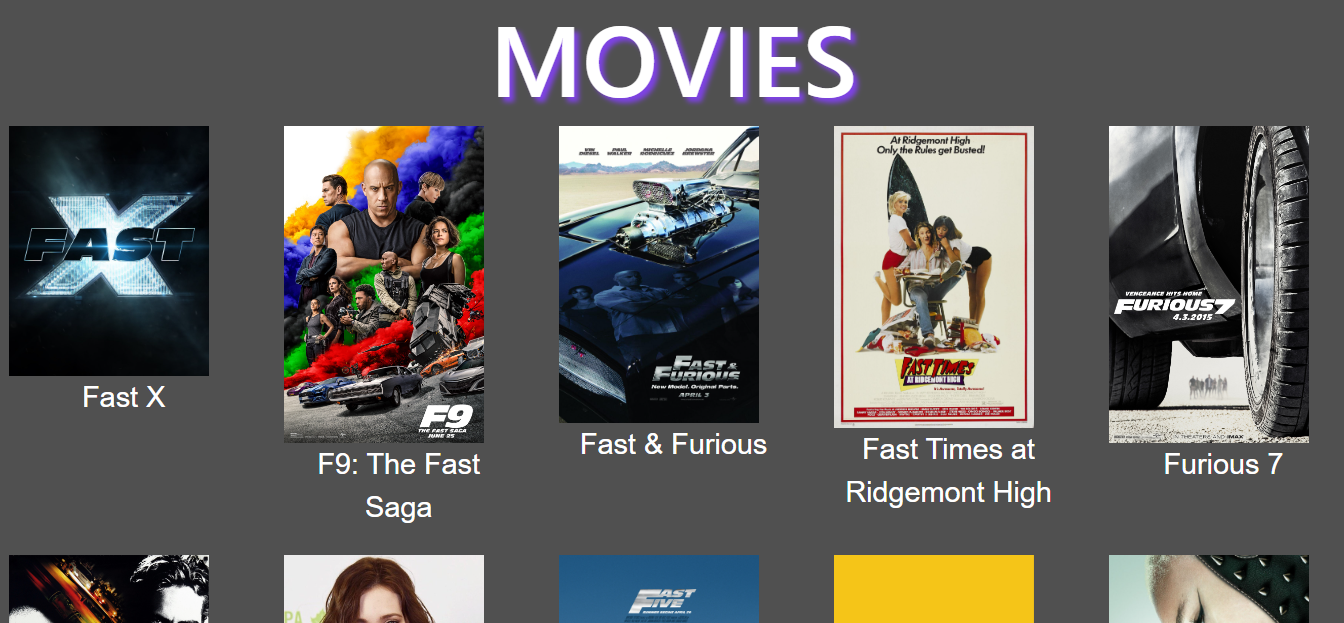 MOVIES
FAST
X
Fast X
F9
THE FAST SAGA
JUNE 25
F9: The Fast
Saga
VIN DIESEL PAUL WALKER MICHELLE RODRIGUEZ JORDANA BREWSTER
FAST &
FURIOUS
New Model. Original Parts.
APRIL 3
Fast & Furious
At Ridgemont High
Only the Rules get Busted!
FAST TIMES
AT RIDGEMONT HIGH
Fast Times at
Ridgemont High
VENGEANCE HITS HOME
FURIOUS 7
4.3.2015
IMAX
Furious 7
FAST
FIVE